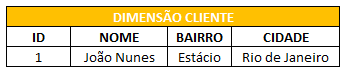 DIMENSÃO CLIENTE
ID NOME BAIRRO CIDADE
1 João Nunes Estácio Rio de Janeiro